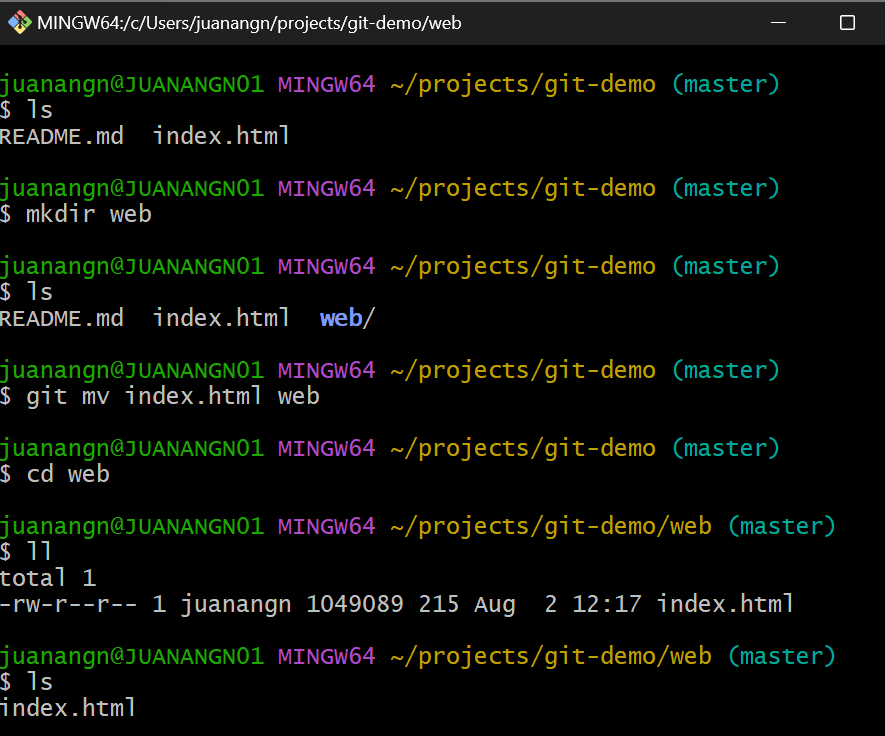 MINGW64:/c/Users/juanangn/projects/git-demo/web
juanangn@JUANANGN01 MINGW64 ~/projects/git-demo (master)
$ ls
README.md  index.html
juanangn@JUANANGN01 MINGW64 ~/projects/git-demo (master)
$ mkdir web
juanangn@JUANANGN01 MINGW64 ~/projects/git-demo (master)
$ ls
README.md  index.html  web/
juanangn@JUANANGN01 MINGW64 ~/projects/git-demo (master)
$ git mv index.html web
juanangn@JUANANGN01 MINGW64 ~/projects/git-demo (master)
$ cd web
juanangn@JUANANGN01 MINGW64 ~/projects/git-demo/web (master)
$ ll
total 1
-rw-r--r-- 1 juanangn 1049089 215 Aug  2 12:17 index.html
juanangn@JUANANGN01 MINGW64 ~/projects/git-demo/web (master)
$ ls
index.html